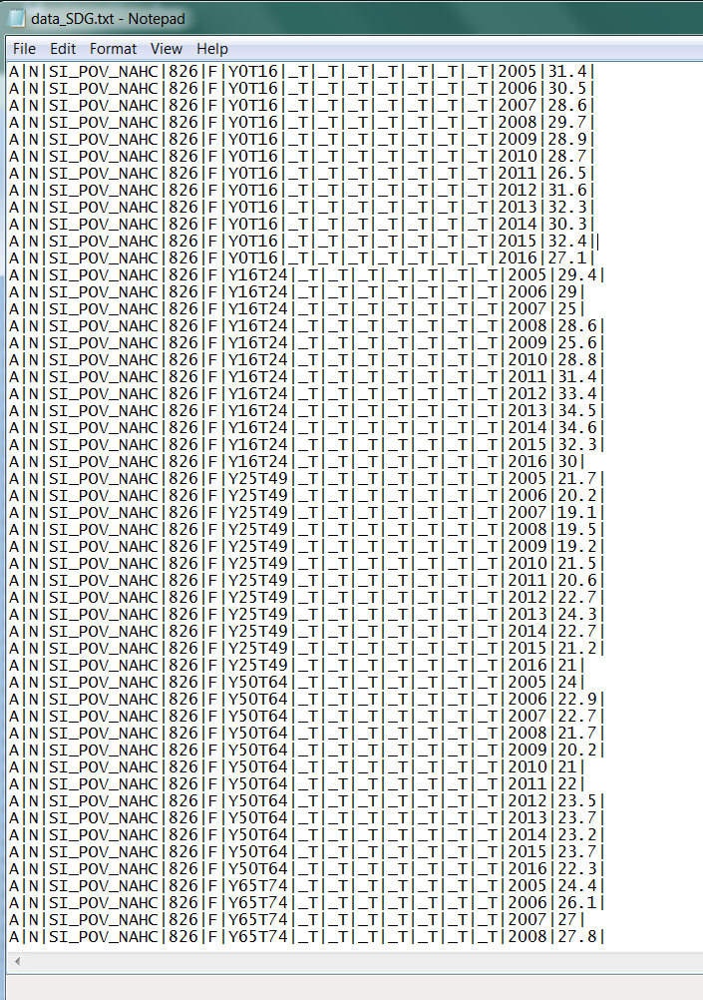 data_SDG.txt - Notepad
File Edit Format View Help
A|N|SI_POV_NAHC|826|F|Y0T16|_T|_T|_T|_T|_T|_T|_T|2005|31.4|
A|N|SI_POV_NAHC|826|F|Y0T16|_T|_T|_T|_T|_T|_T|_T|2006|30.5|
A|N|SI_POV_NAHC|826|F|Y0T16|_T|_T|_T|_T|_T|_T|_T|2007|28.6|
A|N|SI_POV_NAHC|826|F|Y0T16|_T|_T|_T|_T|_T|_T|_T|2008|29.7|
A|N|SI_POV_NAHC|826|F|Y0T16|_T|_T|_T|_T|_T|_T|_T|2009|28.9|
A|N|SI_POV_NAHC|826|F|Y0T16|_T|_T|_T|_T|_T|_T|_T|2010|28.7|
A|N|SI_POV_NAHC|826|F|Y0T16|_T|_T|_T|_T|_T|_T|_T|2011|26.5|
A|N|SI_POV_NAHC|826|F|Y0T16|_T|_T|_T|_T|_T|_T|_T|2012|31.6|
A|N|SI_POV_NAHC|826|F|Y0T16|_T|_T|_T|_T|_T|_T|_T|2013|32.3|
A|N|SI_POV_NAHC|826|F|Y0T16|_T|_T|_T|_T|_T|_T|_T|2014|30.3|
A|N|SI_POV_NAHC|826|F|Y0T16|_T|_T|_T|_T|_T|_T|_T|2015|32.4|
A|N|SI_POV_NAHC|826|F|Y0T16|_T|_T|_T|_T|_T|_T|_T|2016|27.1|
A|N|SI_POV_NAHC|826|F|Y16T24|_T|_T|_T|_T|_T|_T|_T|2005|29.4|
A|N|SI_POV_NAHC|826|F|Y16T24|_T|_T|_T|_T|_T|_T|_T|2006|29|
A|N|SI_POV_NAHC|826|F|Y16T24|_T|_T|_T|_T|_T|_T|_T|2007|25|
A|N|SI_POV_NAHC|826|F|Y16T24|_T|_T|_T|_T|_T|_T|_T|2008|28.6|
A|N|SI_POV_NAHC|826|F|Y16T24|_T|_T|_T|_T|_T|_T|_T|2009|25.6|
A|N|SI_POV_NAHC|826|F|Y16T24|_T|_T|_T|_T|_T|_T|_T|2010|28.8|
A|N|SI_POV_NAHC|826|F|Y16T24|_T|_T|_T|_T|_T|_T|_T|2011|31.4|
A|N|SI_POV_NAHC|826|F|Y16T24|_T|_T|_T|_T|_T|_T|_T|2012|33.4|
A|N|SI_POV_NAHC|826|F|Y16T24|_T|_T|_T|_T|_T|_T|_T|2013|34.5|
A|N|SI_POV_NAHC|826|F|Y16T24|_T|_T|_T|_T|_T|_T|_T|2014|34.6|
A|N|SI_POV_NAHC|826|F|Y16T24|_T|_T|_T|_T|_T|_T|_T|2015|32.3|
A|N|SI_POV_NAHC|826|F|Y16T24|_T|_T|_T|_T|_T|_T|_T|2016|30|
A|N|SI_POV_NAHC|826|F|Y25T49|_T|_T|_T|_T|_T|_T|_T|2005|21.7|
A|N|SI_POV_NAHC|826|F|Y25T49|_T|_T|_T|_T|_T|_T|_T|2006|20.2|
A|N|SI_POV_NAHC|826|F|Y25T49|_T|_T|_T|_T|_T|_T|_T|2007|19.1|
A|N|SI_POV_NAHC|826|F|Y25T49|_T|_T|_T|_T|_T|_T|_T|2008|19.5|
A|N|SI_POV_NAHC|826|F|Y25T49|_T|_T|_T|_T|_T|_T|_T|2009|19.2|
A|N|SI_POV_NAHC|826|F|Y25T49|_T|_T|_T|_T|_T|_T|_T|2010|21.5|
A|N|SI_POV_NAHC|826|F|Y25T49|_T|_T|_T|_T|_T|_T|_T|2011|20.6|
A|N|SI_POV_NAHC|826|F|Y25T49|_T|_T|_T|_T|_T|_T|_T|2012|22.7|
A|N|SI_POV_NAHC|826|F|Y25T49|_T|_T|_T|_T|_T|_T|_T|2013|24.3|
A|N|SI_POV_NAHC|826|F|Y25T49|_T|_T|_T|_T|_T|_T|_T|2014|22.7|
A|N|SI_POV_NAHC|826|F|Y25T49|_T|_T|_T|_T|_T|_T|_T|2015|21.2|
A|N|SI_POV_NAHC|826|F|Y25T49|_T|_T|_T|_T|_T|_T|_T|2016|21|
A|N|SI_POV_NAHC|826|F|Y50T64|_T|_T|_T|_T|_T|_T|_T|2005|24|
A|N|SI_POV_NAHC|826|F|Y50T64|_T|_T|_T|_T|_T|_T|_T|2006|22.9|
A|N|SI_POV_NAHC|826|F|Y50T64|_T|_T|_T|_T|_T|_T|_T|2007|22.7|
A|N|SI_POV_NAHC|826|F|Y50T64|_T|_T|_T|_T|_T|_T|_T|2008|21.7|
A|N|SI_POV_NAHC|826|F|Y50T64|_T|_T|_T|_T|_T|_T|_T|2009|20.2|
A|N|SI_POV_NAHC|826|F|Y50T64|_T|_T|_T|_T|_T|_T|_T|2010|21|
A|N|SI_POV_NAHC|826|F|Y50T64|_T|_T|_T|_T|_T|_T|_T|2011|22|
A|N|SI_POV_NAHC|826|F|Y50T64|_T|_T|_T|_T|_T|_T|_T|2012|23.5|
A|N|SI_POV_NAHC|826|F|Y50T64|_T|_T|_T|_T|_T|_T|_T|2013|23.7|
A|N|SI_POV_NAHC|826|F|Y50T64|_T|_T|_T|_T|_T|_T|_T|2014|23.2|
A|N|SI_POV_NAHC|826|F|Y50T64|_T|_T|_T|_T|_T|_T|_T|2015|23.7|
A|N|SI_POV_NAHC|826|F|Y50T64|_T|_T|_T|_T|_T|_T|_T|2016|22.3|
A|N|SI_POV_NAHC|826|F|Y65T74|_T|_T|_T|_T|_T|_T|_T|2005|24.4|
A|N|SI_POV_NAHC|826|F|Y65T74|_T|_T|_T|_T|_T|_T|_T|2006|26.1|
A|N|SI_POV_NAHC|826|F|Y65T74|_T|_T|_T|_T|_T|_T|_T|2007|27|
A|N|SI_POV_NAHC|826|F|Y65T74|_T|_T|_T|_T|_T|_T|_T|2008|27.8|